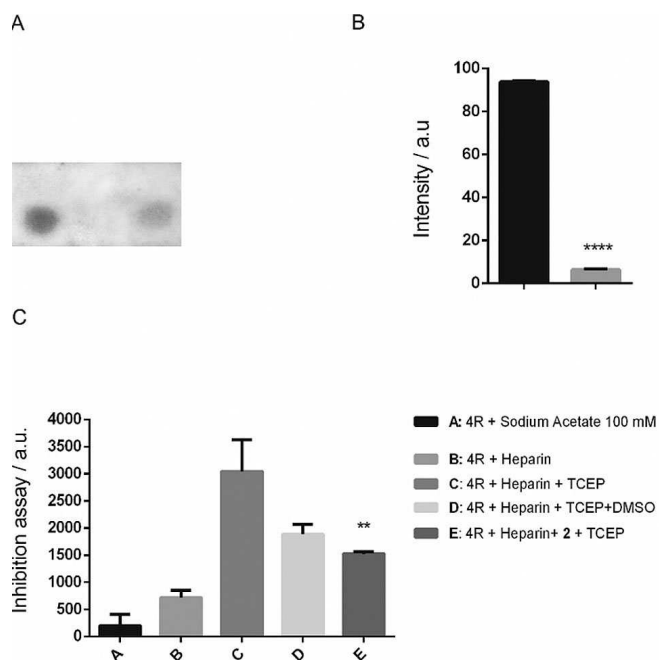 A
B
Intensity / a.u
100
80
60
40
20
0
****
C
Inhibition assay / a.u.
4000
3500
3000
2500
2000
1500
1000
500
0
**
A B C D E
A: 4R + Sodium Acetate 100 mM
B: 4R + Heparin
C: 4R + Heparin + TCEP
D: 4R + Heparin + TCEP+DMSO
E: 4R + Heparin+ 2 + TCEP